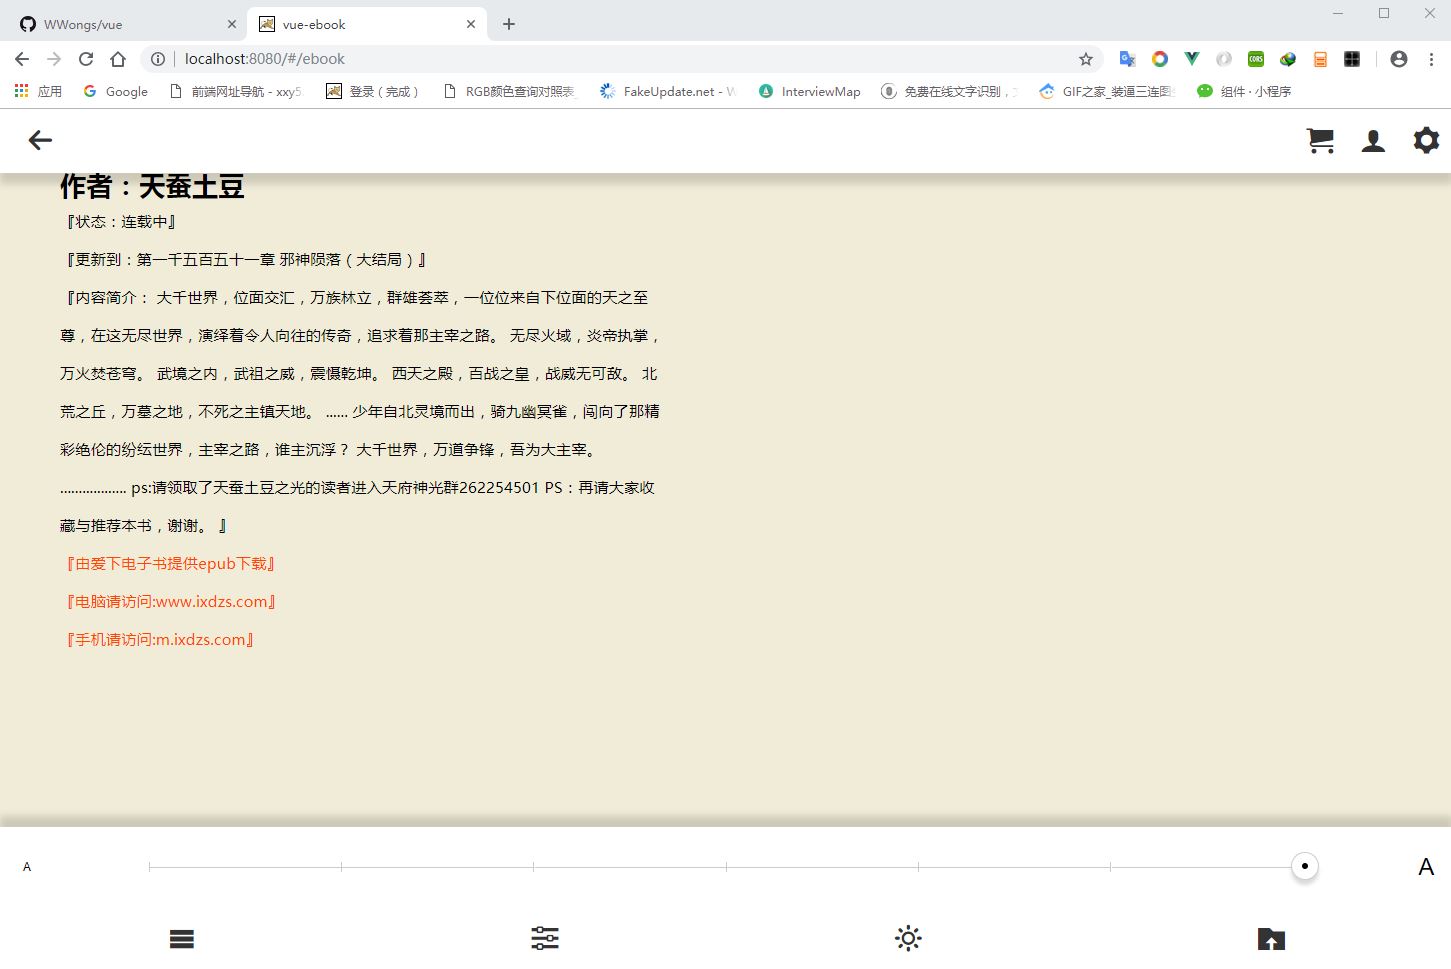 WWongs/vue
vue-ebook
localhost:8080/#/ebook
应用
Google
前端网址导航 - xxy5
登录（完成）
RGB颜色查询对照表_
FakeUpdate.net - W
InterviewMap
免费在线文字识别，
GIF之家_装逼三连图
组件 · 小程序
作者：天蚕土豆
『状态：连载中』
『更新到：第一千五百五十一章 邪神陨落（大结局）』
『内容简介： 大千世界，位面交汇，万族林立，群雄荟萃，一位位来自下位面的天之至
尊，在这无尽世界，演绎着令人向往的传奇，追求着那主宰之路。 无尽火域，炎帝执掌，
万火焚苍穹。 武境之内，武祖之威，震慑乾坤。 西天之殿，百战之皇，战威无可敌。 北
荒之丘，万墓之地，不死之主镇天地。 ...... 少年自北灵境而出，骑九幽冥雀，闯向了那精
彩绝伦的纷纭世界，主宰之路，谁主沉浮？ 大千世界，万道争锋，吾为大主宰。
.................. ps:请领取了天蚕土豆之光的读者进入天府神光群262254501 PS：再请大家收
藏与推荐本书，谢谢。 』
『由爱下电子书提供epub下载』
『电脑请访问:www.ixdzs.com』
『手机请访问:m.ixdzs.com』
A
A